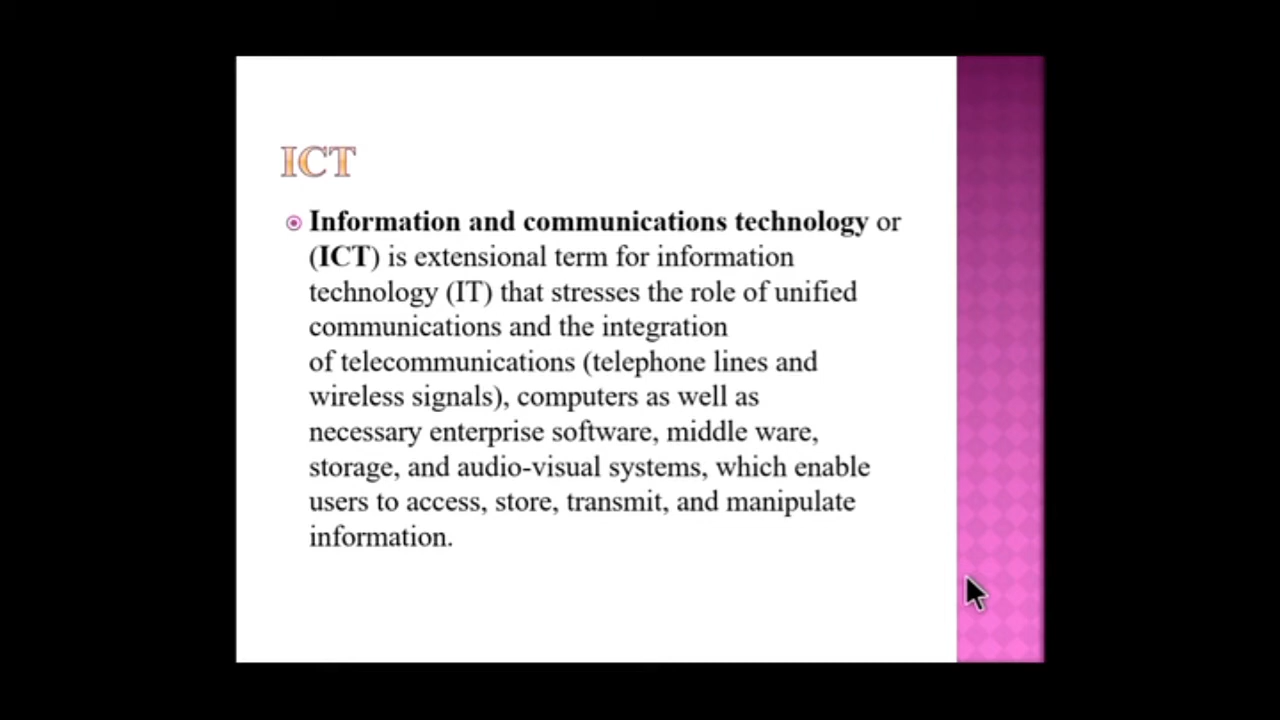 ICT
Information and communications technology or
(ICT) is extensional term for information
technology (IT) that stresses the role of unified
communications and the integration
of telecommunications (telephone lines and
wireless signals), computers as well as
necessary enterprise software, middle ware,
storage, and audio-visual systems, which enable
users to access, store, transmit, and manipulate
information.